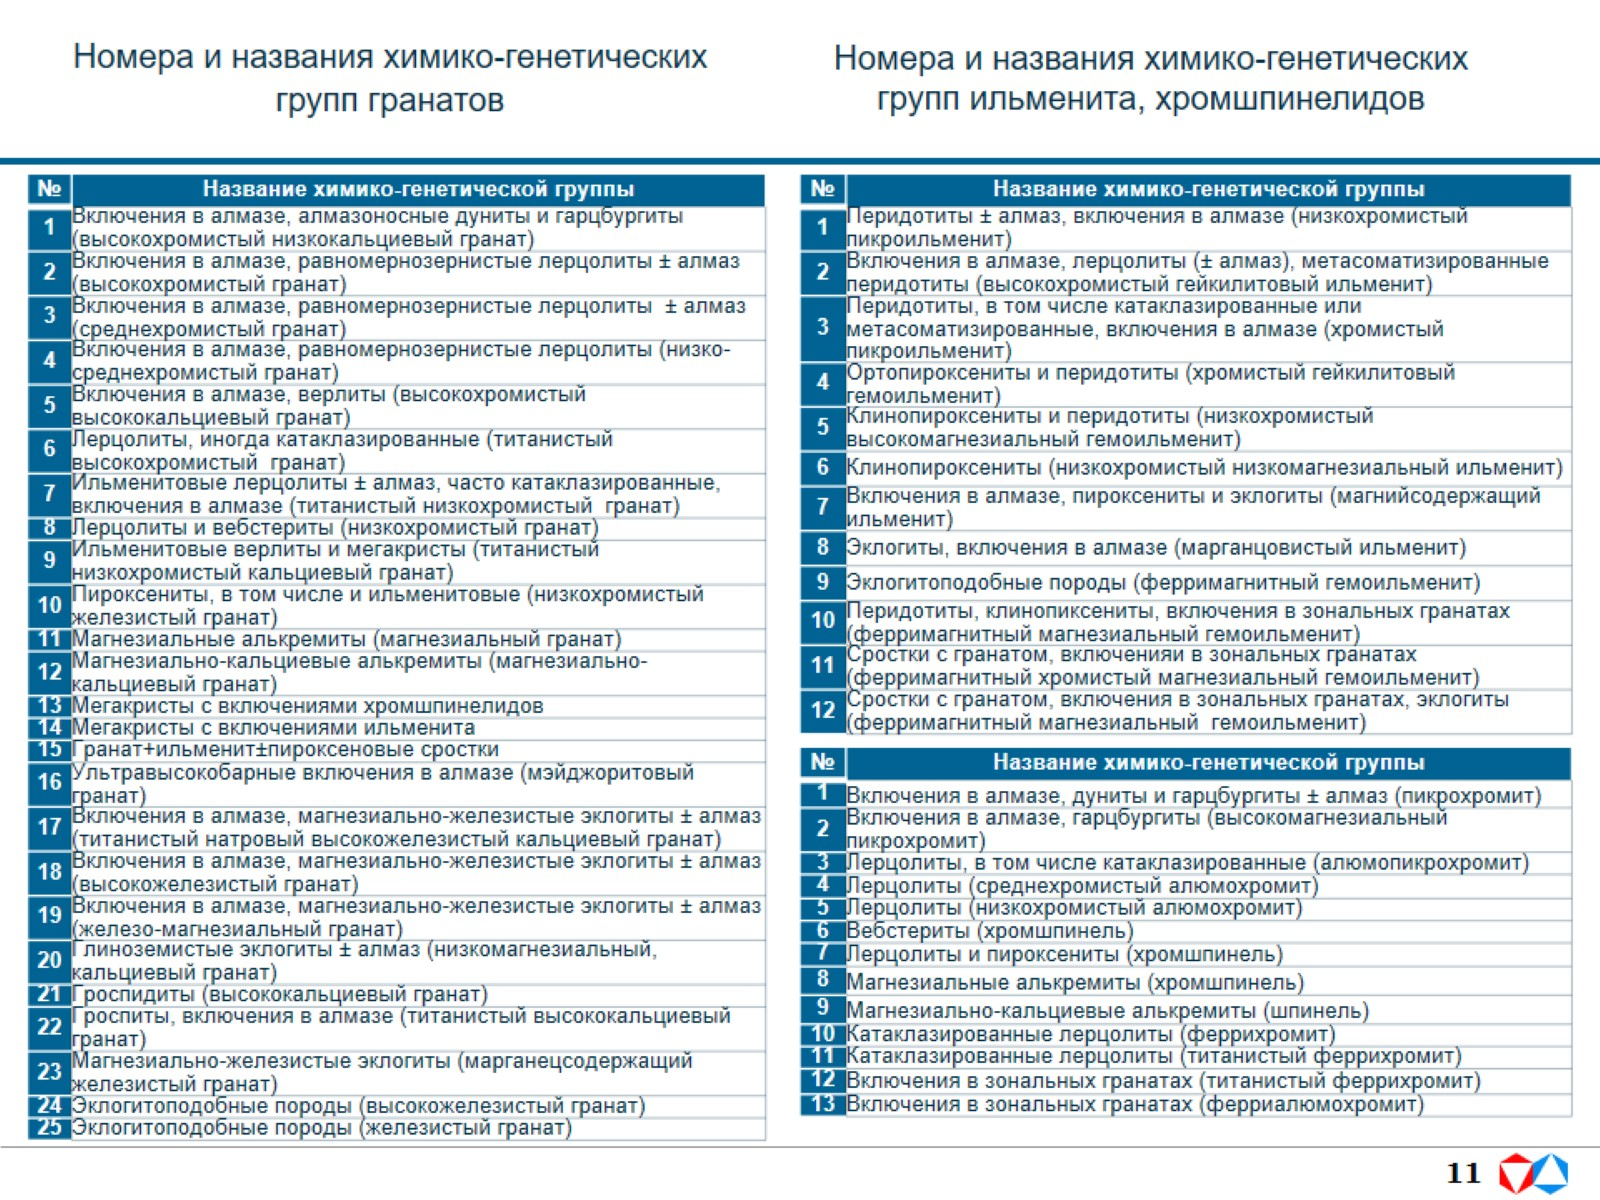 Номера и названия химико-генетических
групп гранатов
№ Название химико-генетической группы
1 Включения в алмазе, алмазоносные дуниты и гарцбургиты
(высокохромистый низкокальциевый гранат)
2 Включения в алмазе, равномернозернистые лерцолиты ± алмаз
(высокохромистый гранат)
3 Включения в алмазе, равномернозернистые лерцолиты ± алмаз
(среднехромистый гранат)
4 Включения в алмазе, равномернозернистые лерцолиты (низко-
среднехромистый гранат)
5 Включения в алмазе, верлиты (высокохромистый
высококальциевый гранат)
6 Лерцолиты, иногда катаклазированные (титанистый
высокохромистый гранат)
7 Ильменитовые лерцолиты ± алмаз, часто катаклазированные,
включения в алмазе (титанистый низкохромистый гранат)
8 Лерцолиты и вебстериты (низкохромистый гранат)
9 Ильменитовые верлиты и мегакристы (титанистый
низкохромистый кальциевый гранат)
10 Пироксениты, в том числе и ильменитовые (низкохромистый
железистый гранат)
11 Магнезиальные алькремиты (магнезиальный гранат)
12 Магнезиально-кальциевые алькремиты (магнезиально-
кальциевый гранат)
13 Мегакристы с включениями хромшпинелидов
14 Мегакристы с включениями ильменита
15 Гранат+ильменит±пироксеновые сростки
16 Ультравысокобарные включения в алмазе (мэйджоритовый
гранат)
17 Включения в алмазе, магнезиально-железистые эклогиты ± алмаз
(титанистый натровый высокожелезистый кальциевый гранат)
18 Включения в алмазе, магнезиально-железистые эклогиты ± алмаз
(высокожелезистый гранат)
19 Включения в алмазе, магнезиально-железистые эклогиты ± алмаз
(железо-магнезиальный гранат)
20 Глиноземистые эклогиты ± алмаз (низкомагнезиальный,
кальциевый гранат)
21 Гроспидиты (высококальциевый гранат)
22 Гроспиты, включения в алмазе (титанистый высококальциевый
гранат)
23 Магнезиально-железистые эклогиты (марганецсодержащий
железистый гранат)
24 Эклогитоподобные породы (высокожелезистый гранат)
25 Эклогитоподобные породы (железистый гранат)
Номера и названия химико-генетических
групп ильменита, хромшпинелидов
№ Название химико-генетической группы
1 Перидотиты ± алмаз, включения в алмазе (низкохромистый
пикроильменит)
2 Включения в алмазе, лерцолиты (± алмаз), метасоматизированные
перидотиты (высокохромистый гейкилитовый ильменит)
3 Перидотиты, в том числе катаклазированные или
метасоматизированные, включения в алмазе (хромистый
пикроильменит)
4 Ортопироксениты и перидотиты (хромистый гейкилитовый
гемоильменит)
5 Клинопироксениты и перидотиты (низкохромистый
высокомагнезиальный гемоильменит)
6 Клинопироксениты (низкохромистый низкомагнезиальный ильменит)
7 Включения в алмазе, пироксениты и эклогиты (магнийсодержащий
ильменит)
8 Эклогиты, включения в алмазе (марганцовистый ильменит)
9 Эклогитоподобные породы (ферримагнитный гемоильменит)
10 Перидотиты, клинопиксениты, включения в зональных гранатах
(ферримагнитный магнезиальный гемоильменит)
11 Сростки с гранатом, включенияи в зональных гранатах
(ферримагнитный хромистый магнезиальный гемоильменит)
12 Сростки с гранатом, включения в зональных гранатах, эклогиты
(ферримагнитный магнезиальный гемоильменит)
№ Название химико-генетической группы
1 Включения в алмазе, дуниты и гарцбургиты ± алмаз (пикрохромит)
2 Включения в алмазе, гарцбургиты (высокомагнезиальный
пикрохромит)
3 Лерцолиты, в том числе катаклазированные (алюмопикрохромит)
4 Лерцолиты (среднехромистый алюмохромит)
5 Лерцолиты (низкохромистый алюмохромит)
6 Вебстериты (хромшпинель)
7 Лерцолиты и пироксениты (хромшпинель)
8 Магнезиальные алькремиты (хромшпинель)
9 Магнезиально-кальциевые алькремиты (шпинель)
10 Катаклазированные лерцолиты (феррихромит)
11 Катаклазированные лерцолиты (титанистый феррихромит)
12 Включения в зональных гранатах (титанистый феррихромит)
13 Включения в зональных гранатах (ферриалюмохромит)
11